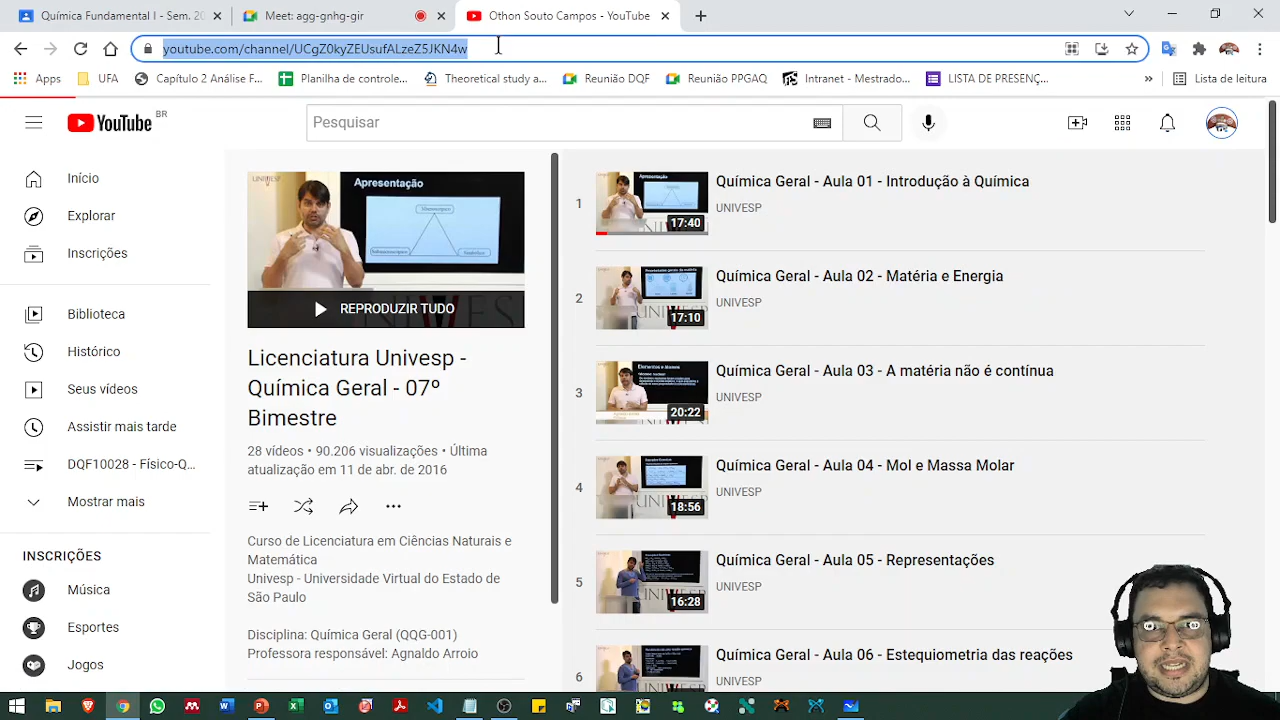 Química Fundamental I - Sem. 20
Meet: agg-gnhg-gir
Othon Souto Campos - YouTube
youtube.com/channel/UCgZ0kyZEUsufALzeZ5JKN4w
Apps
UFA
Capítulo 2 Análise F...
Planilha de controle...
Theoretical study a...
Reunião DQF
Reunião PPGAQ
Intranet - Mestrado...
LISTA DE PRESENÇ...
»
Lista de leitura
YouTube BR
Pesquisar
Início
Explorar
Inscrições
Biblioteca
Histórico
Seus vídeos
Assistir mais tarde
DQF10028 - Físico-Q...
Mostrar mais
INSCRIÇÕES
Música
Esportes
Jogos
UNIVESP
Apresentação
REPRODUZIR TUDO
Licenciatura Univesp -
Química Geral - 07º
Bimestre
28 vídeos • 90.206 visualizações • Última
atualização em 11 de abr. de 2016
Curso de Licenciatura em Ciências Naturais e
Matemática
Univesp - Universidade Virtual do Estado de
São Paulo
Disciplina: Química Geral (QQG-001)
Professora responsável: Agnaldo Arroio
1
Apresentação
17:40
Química Geral - Aula 01 - Introdução à Química
UNIVESP
2
17:10
Química Geral - Aula 02 - Matéria e Energia
UNIVESP
3
20:22
Química Geral - Aula 03 - A materia não é contínua
UNIVESP
4
18:56
Química Geral - Aula 04 - Mol e Massa Molar
UNIVESP
5
16:28
Química Geral - Aula 05 - Representações
UNIVESP
6
Química Geral - Aula 06 - Estequiometria das reações
UNIVESP